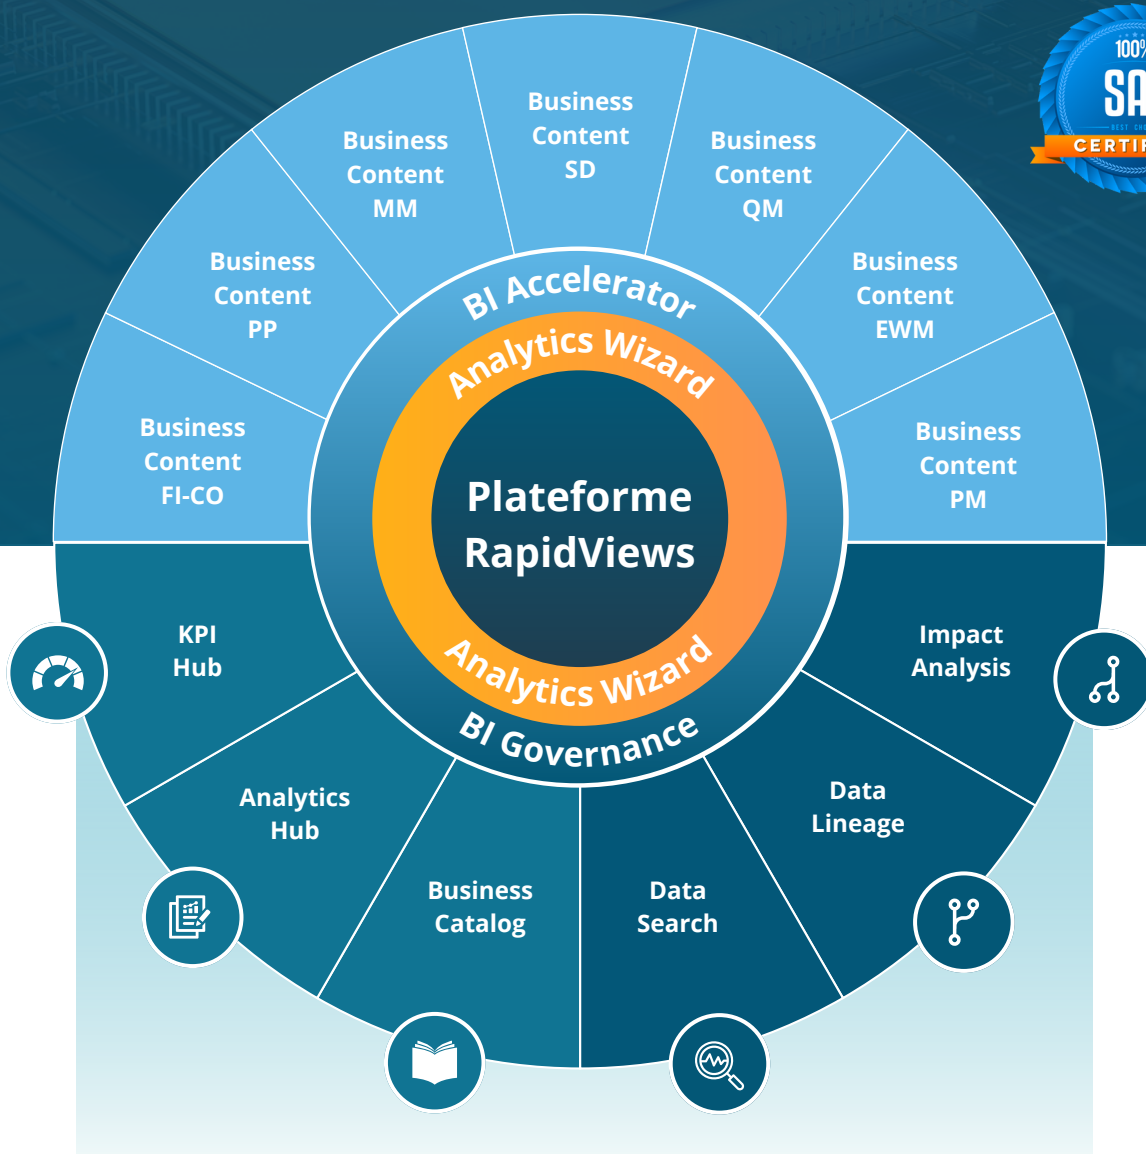 100%
CERTIF
Business
Content
SD
Business
Content
MM
Business
Content
QM
Business
Content
PP
Business
Content
EWM
Business
Content
FI-CO
Business
Content
PM
BI Accelerator
Analytics Wizard
Plateforme
RapidViews
Analytics Wizard
BI Governance
KPI
Hub
Impact
Analysis
Analytics
Hub
Data
Lineage
Business
Catalog
Data
Search